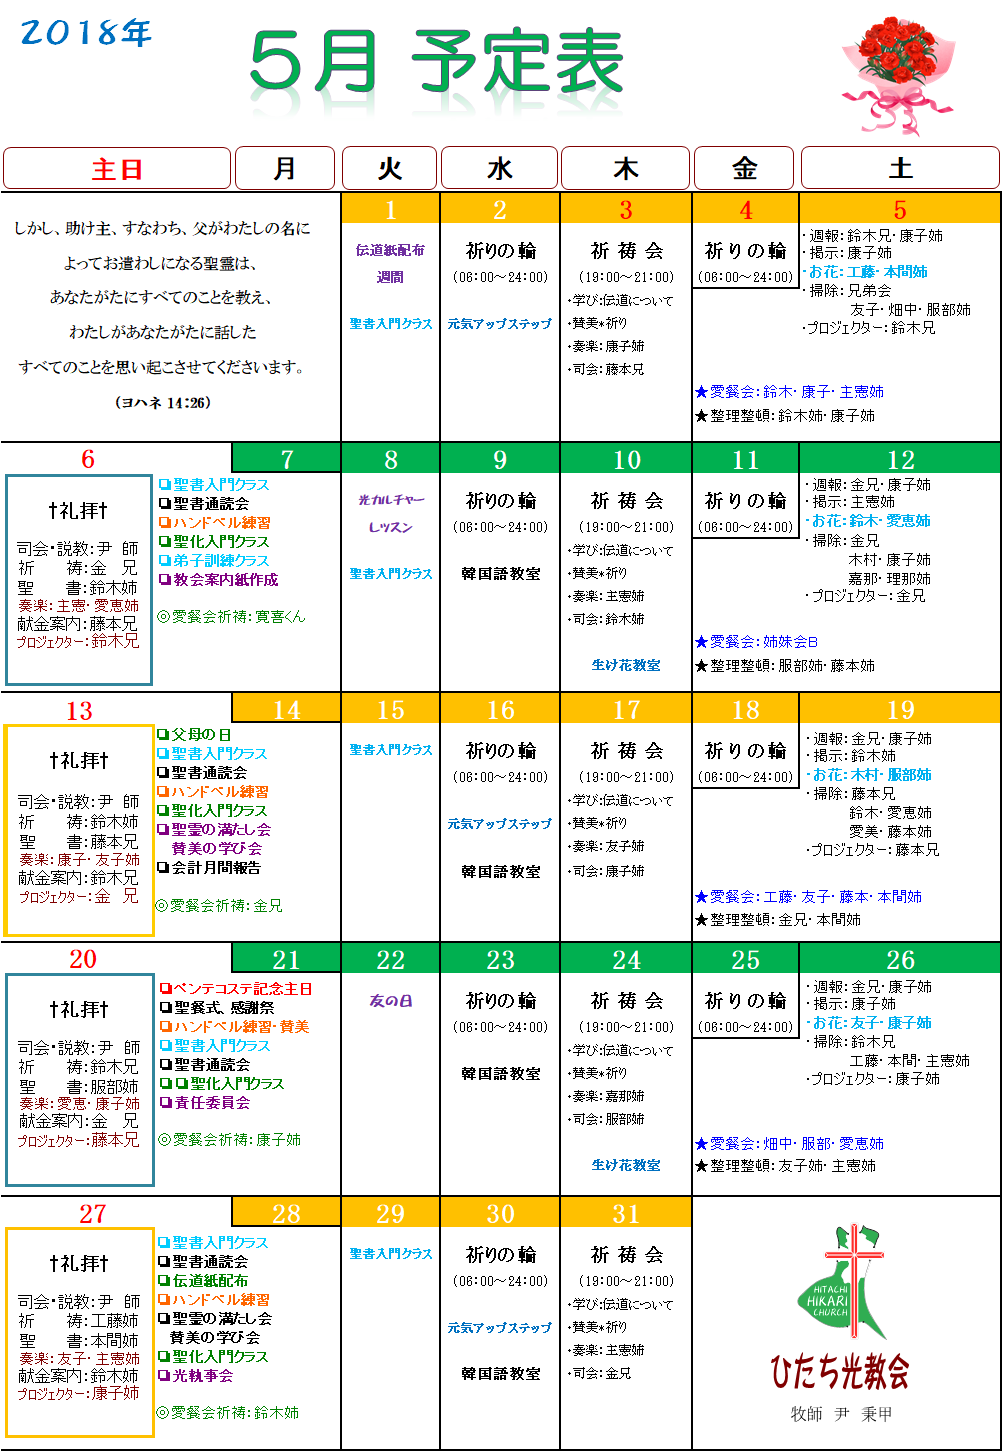 2018年
5月 予定表
主日 月 火 水 木 金 土
しかし、助け主、すなわち、父がわたしの名に
よってお遣わしになる聖霊は、
あなたがたにすべてのことを教え、
わたしがあなたがたに話した
すべてのことを思い起こさせてくださいます。
(ヨハネ 14:26)
1
伝道紙配布
週間
聖書入門クラス
2
祈りの輪
(06:00～24:00)
元気アップステップ
3
祈 祷 会
(19:00～21:00)
・学び:伝道について
・賛美*祈り
・奏楽: 康子姉
・司会: 藤本兄
4
祈りの輪
(06:00～24:00)
5
・週報: 鈴木兄・康子姉
・掲示: 康子姉
・お花: 工藤・本間姉
・掃除: 兄弟会
友子・畑中・服部姉
・プロジェクター: 鈴木兄
★愛餐会: 鈴木・康子・主憲姉
★整理整頓: 鈴木姉・康子姉
6
†礼拝†
司会・説教: 尹 師
祈 祷: 金 兄
聖 書: 鈴木姉
奏楽: 主憲・愛恵姉
献金案内: 藤本兄
プロジェクター: 鈴木兄
❏聖書入門クラス
❏聖書通読会
❏ハンドベル練習
❏聖化入門クラス
❏弟子訓練クラス
❏教会案内紙作成
◎愛餐会祈祷: 寛喜くん
7
8
光カルチャー
レッスン
聖書入門クラス
9
祈りの輪
(06:00～24:00)
韓国語教室
10
祈 祷 会
(19:00～21:00)
・学び:伝道について
・賛美*祈り
・奏楽: 主憲姉
・司会: 鈴木姉
生け花教室
11
祈りの輪
(06:00～24:00)
12
・週報: 金兄・康子姉
・掲示: 主憲姉
・お花: 鈴木・愛恵姉
・掃除: 金兄
木村・康子姉
嘉那・理那姉
・プロジェクター: 金兄
★愛餐会: 姉妹会B
★整理整頓: 服部姉・藤本姉
13
†礼拝†
司会・説教: 尹 師
祈 祷: 鈴木姉
聖 書: 藤本兄
奏楽: 康子・友子姉
献金案内: 鈴木兄
プロジェクター: 金 兄
❏父母の日
❏聖書入門クラス
❏聖書通読会
❏ハンドベル練習
❏聖化入門クラス
❏聖霊の満たし会
賛美の学び会
❏会計月間報告
◎愛餐会祈祷: 金兄
14
15
聖書入門クラス
16
祈りの輪
(06:00～24:00)
元気アップステップ
韓国語教室
17
祈 祷 会
(19:00～21:00)
・学び:伝道について
・賛美*祈り
・奏楽: 友子姉
・司会: 康子姉
18
祈りの輪
(06:00～24:00)
19
・週報: 金兄・康子姉
・掲示: 鈴木姉
・お花: 木村・服部姉
・掃除: 藤本兄
鈴木・愛恵姉
愛美・藤本姉
・プロジェクター: 藤本兄
★愛餐会: 工藤・友子・藤本・本間姉
★整理整頓: 金兄・本間姉
20
†礼拝†
司会・説教: 尹 師
祈 祷: 鈴木兄
聖 書: 服部姉
奏楽: 愛恵・康子姉
献金案内: 金 兄
プロジェクター: 藤本兄
❏ペンテコステ記念主日
❏聖餐式、感謝祭
❏ハンドベル練習・賛美
❏聖書入門クラス
❏聖書通読会
❏❏聖化入門クラス
❏責任委員会
◎愛餐会祈祷: 康子姉
21
22
友の日
23
祈りの輪
(06:00～24:00)
韓国語教室
24
祈 祷 会
(19:00～21:00)
・学び:伝道について
・賛美*祈り
・奏楽: 嘉那姉
・司会: 服部姉
生け花教室
25
祈りの輪
(06:00～24:00)
26
・週報: 金兄・康子姉
・掲示: 康子姉
・お花: 友子・康子姉
・掃除: 鈴木兄
工藤・本間・主憲姉
・プロジェクター: 康子姉
★愛餐会: 畑中・服部・愛恵姉
★整理整頓: 友子姉・主憲姉
27
†礼拝†
司会・説教: 尹 師
祈 祷: 工藤姉
聖 書: 本間姉
奏楽: 友子・主憲姉
献金案内: 鈴木姉
プロジェクター: 康子姉
❏聖書入門クラス
❏聖書通読会
❏伝道紙配布
❏ハンドベル練習
❏聖霊の満たし会
賛美の学び会
❏聖化入門クラス
❏光執事会
◎愛餐会祈祷: 鈴木姉
28
29
聖書入門クラス
30
祈りの輪
(06:00～24:00)
元気アップステップ
韓国語教室
31
祈 祷 会
(19:00～21:00)
・学び:伝道について
・賛美*祈り
・奏楽: 主憲姉
・司会: 金兄
HITACHI
HIKARI
CHURCH
ひたち光教会
牧師 尹 秉甲